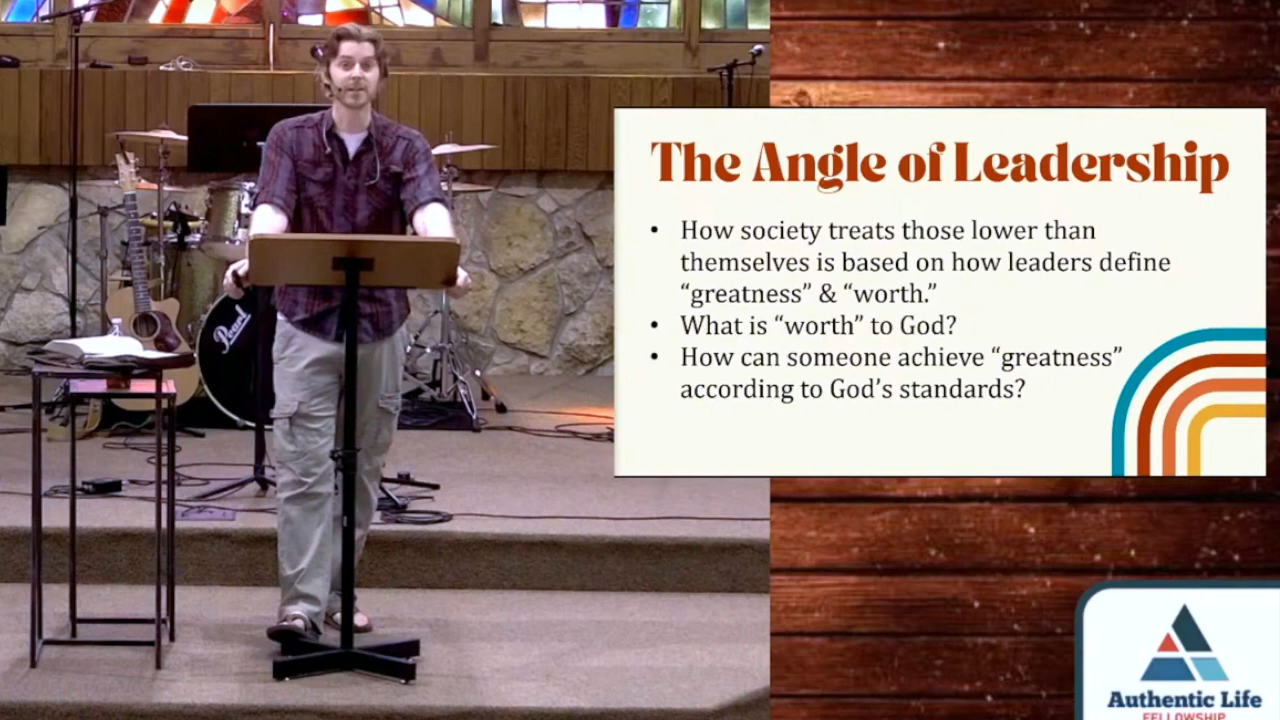 The Angle of Leadership
• How society treats those lower than
themselves is based on how leaders define
“greatness” & “worth.”
• What is “worth” to God?
• How can someone achieve “greatness”
according to God’s standards?
Pearl
Authentic Life
FELLOWSHIP